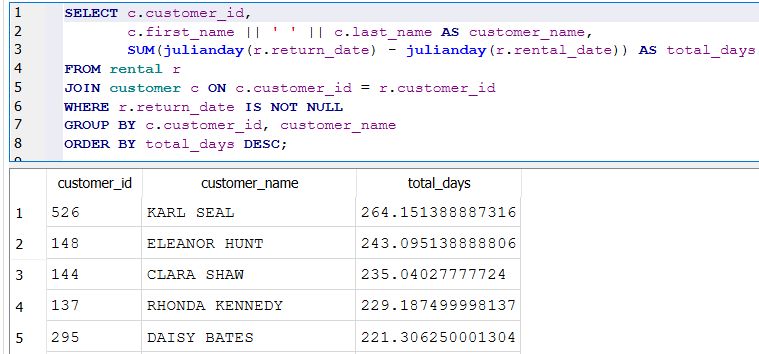 1 SELECT c.customer_id,
2 c.first_name || ' ' || c.last_name AS customer_name,
3 SUM(julianday(r.return_date) - julianday(r.rental_date)) AS total_days
4 FROM rental r
5 JOIN customer c ON c.customer_id = r.customer_id
6 WHERE r.return_date IS NOT NULL
7 GROUP BY c.customer_id, customer_name
8 ORDER BY total_days DESC;
customer_id customer_name total_days
1 526 KARL SEAL 264.151388887316
2 148 ELEANOR HUNT 243.095138888806
3 144 CLARA SHAW 235.04027777724
4 137 RHONDA KENNEDY 229.187499998137
5 295 DAISY BATES 221.306250001304